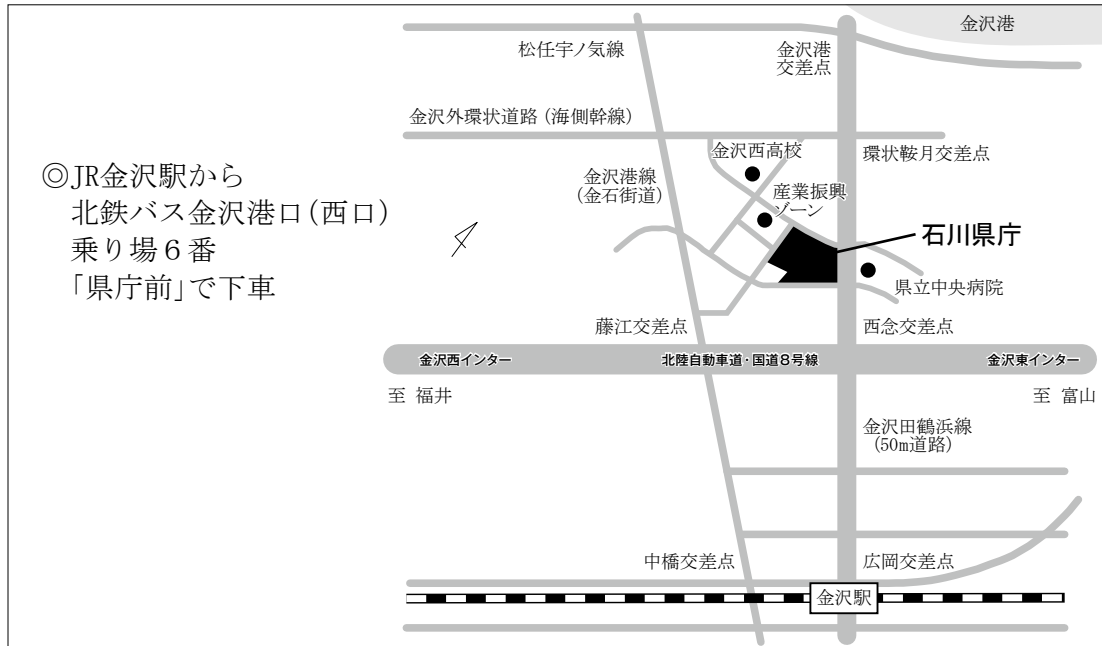 ◎JR金沢駅から
北鉄バス金沢港口(西口)
乗り場6番
「県庁前」で下車
金沢港
松任宇ノ気線
金沢港
交差点
金沢外環状道路(海側幹線)
金沢西高校
環状鞍月交差点
金沢港線
(金石街道)
産業振興
ゾーン
石川県庁
県立中央病院
藤江交差点
西念交差点
金沢西インター
北陸自動車道・国道8号線
金沢東インター
至 福井
至 富山
金沢田鶴浜線
(50m道路)
中橋交差点
広岡交差点
金沢駅